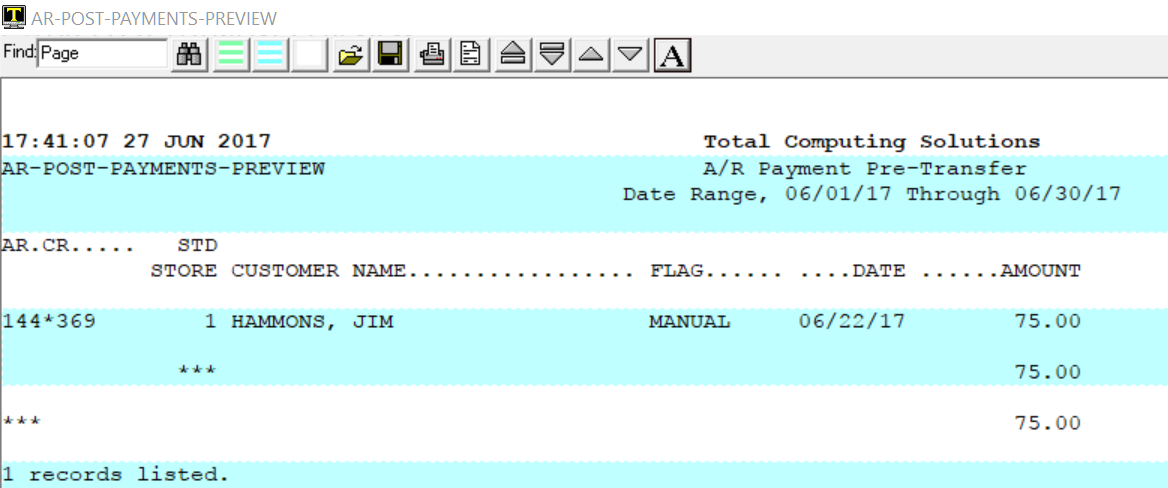 AR-POST-PAYMENTS-PREVIEW
Find: Page
A
17:41:07 27 JUN 2017 Total Computing Solutions
AR-POST-PAYMENTS-PREVIEW A/R Payment Pre-Transfer
Date Range, 06/01/17 Through 06/30/17
AR.CR..... STD
STORE CUSTOMER NAME................. FLAG...... ....DATE ......AMOUNT
144*369 1 HAMMONS, JIM MANUAL 06/22/17 75.00
*** 75.00
*** 75.00
1 records listed.